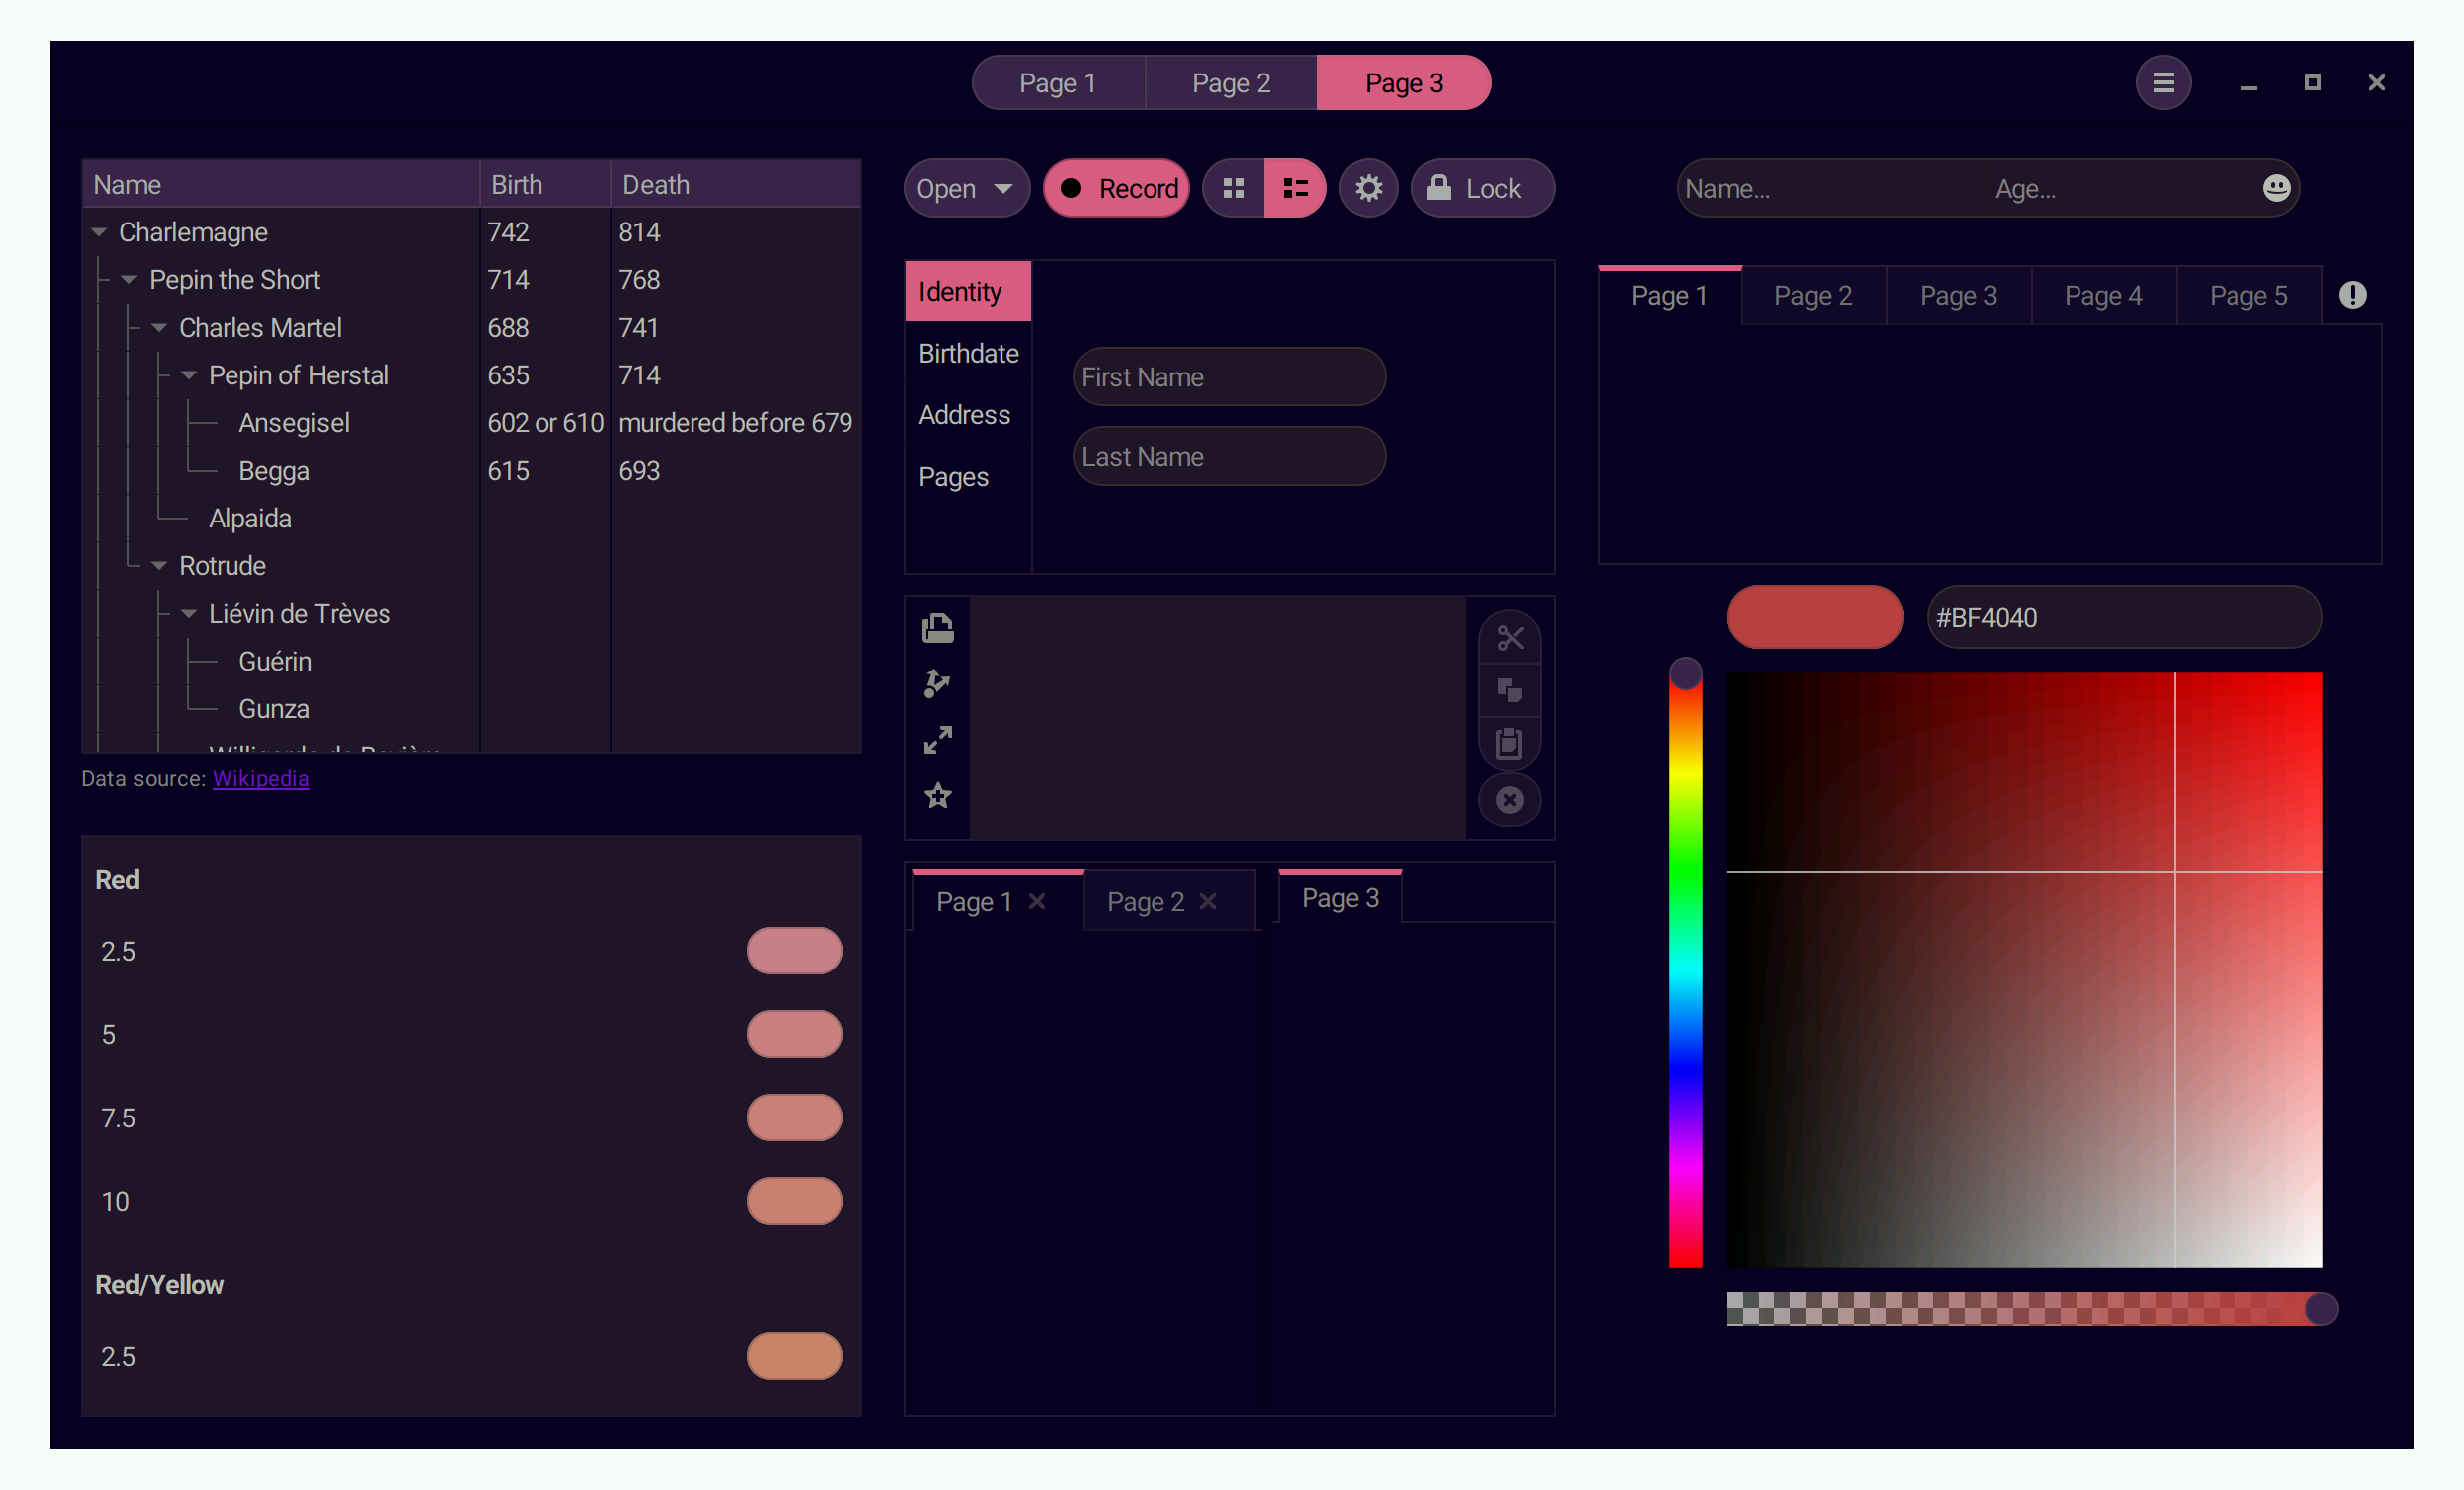 Page 1
Page 2
Page 3
Name Birth Death
Charlemagne 742 814
Pepin the Short 714 768
Charles Martel 688 741
Pepin of Herstal 635 714
Ansegisel 602 or 610 murdered before 679
Begga 615 693
Alpaida
Rotrude
Liévin de Trèves
Guérin
Gunza
Data source: Wikipedia
Red
2.5
5
7.5
10
Red/Yellow
2.5
Open Record Lock
Identity
Birthdate
Address
Pages
First Name
Last Name
Page 1
Page 2
Page 3
Name... Age...
Page 1 Page 2 Page 3 Page 4 Page 5
#BF4040